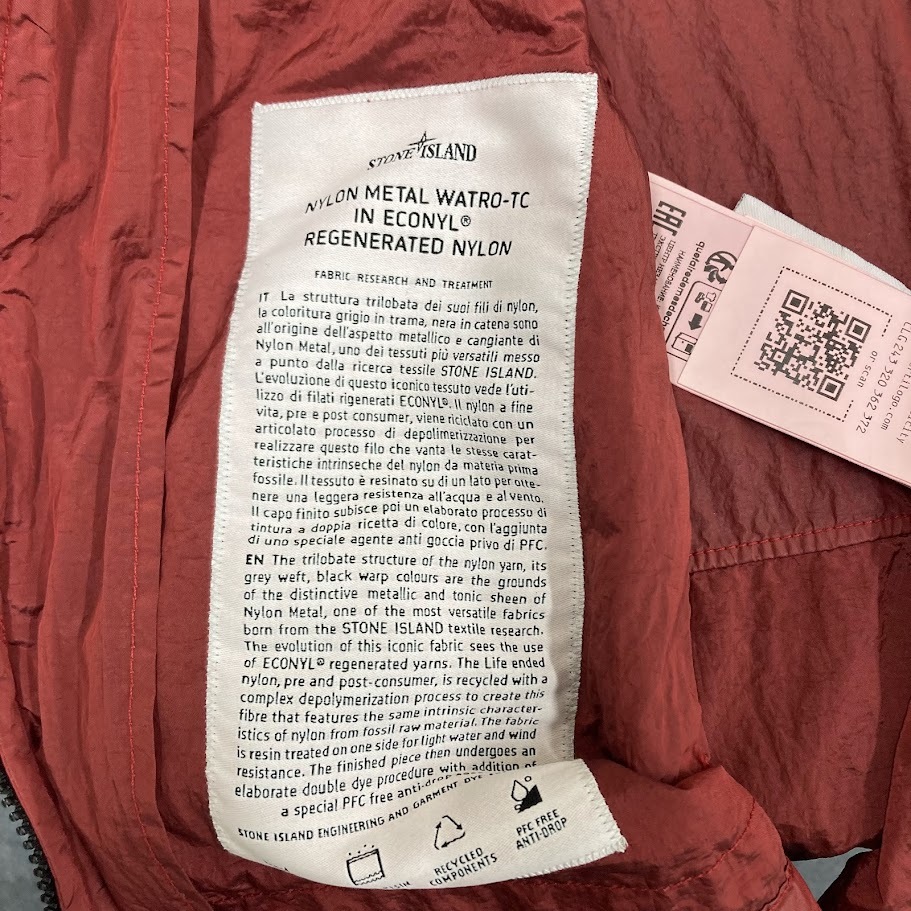 STONE ISLAND
NYLON METAL WATRO-TC
IN ECONYL®
REGENERATED NYLON
FABRIC RESEARCH AND TREATMENT
IT La struttura trilobata dei suoi fili di nylon,
la coloritura grigio in trama, nera in catena sono
all'origine dell'aspetto metallico e cangiante di
Nylon Metal, uno dei tessuti più versatili messo
a punto dalla ricerca tessile STONE ISLAND.
L'evoluzione di questo iconico tessuto vede l'uti-
lizzo di filati rigenerati ECONYL®. Il nylon a fine
vita, pre e post consumer, viene riciclato con un
articolato processo di depolimerizzazione per
realizzare questo filo che vanta le stesse carat-
teristiche intrinseche del nylon da materia prima
fossile. Il tessuto è resinato su di un lato per otte-
nere una leggera resistenza all'acqua e al vento.
Il capo finito subisce poi un elaborato processo di
tintura a doppia ricetta di colore, con l'aggiunta
di uno speciale agente anti goccia privo di PFC.
EN The trilobate structure of the nylon yarn, its
grey weft, black warp colours are the grounds
of the distinctive metallic and tonic sheen of
Nylon Metal, one of the most versatile fabrics
born from the STONE ISLAND textile research.
The evolution of this iconic fabric sees the use
of ECONYL® regenerated yarns. The Life ended
nylon, pre and post-consumer, is recycled with a
complex depolymerization process to create this
fibre that features the same intrinsic character-
istics of nylon from fossil raw material. The fabric
is resin treated on one side for light water and wind
resistance. The finished piece then undergoes an
elaborate double dye procedure with addition of
a special PFC free anti-drop
STONE ISLAND ENGINEERING AND GARMENT DYE
RECYCLED
COMPONENTS
PFC FREE
ANTI-DROP
EAC
quefairedemesdech
CLG 243 320 362 372
or scan